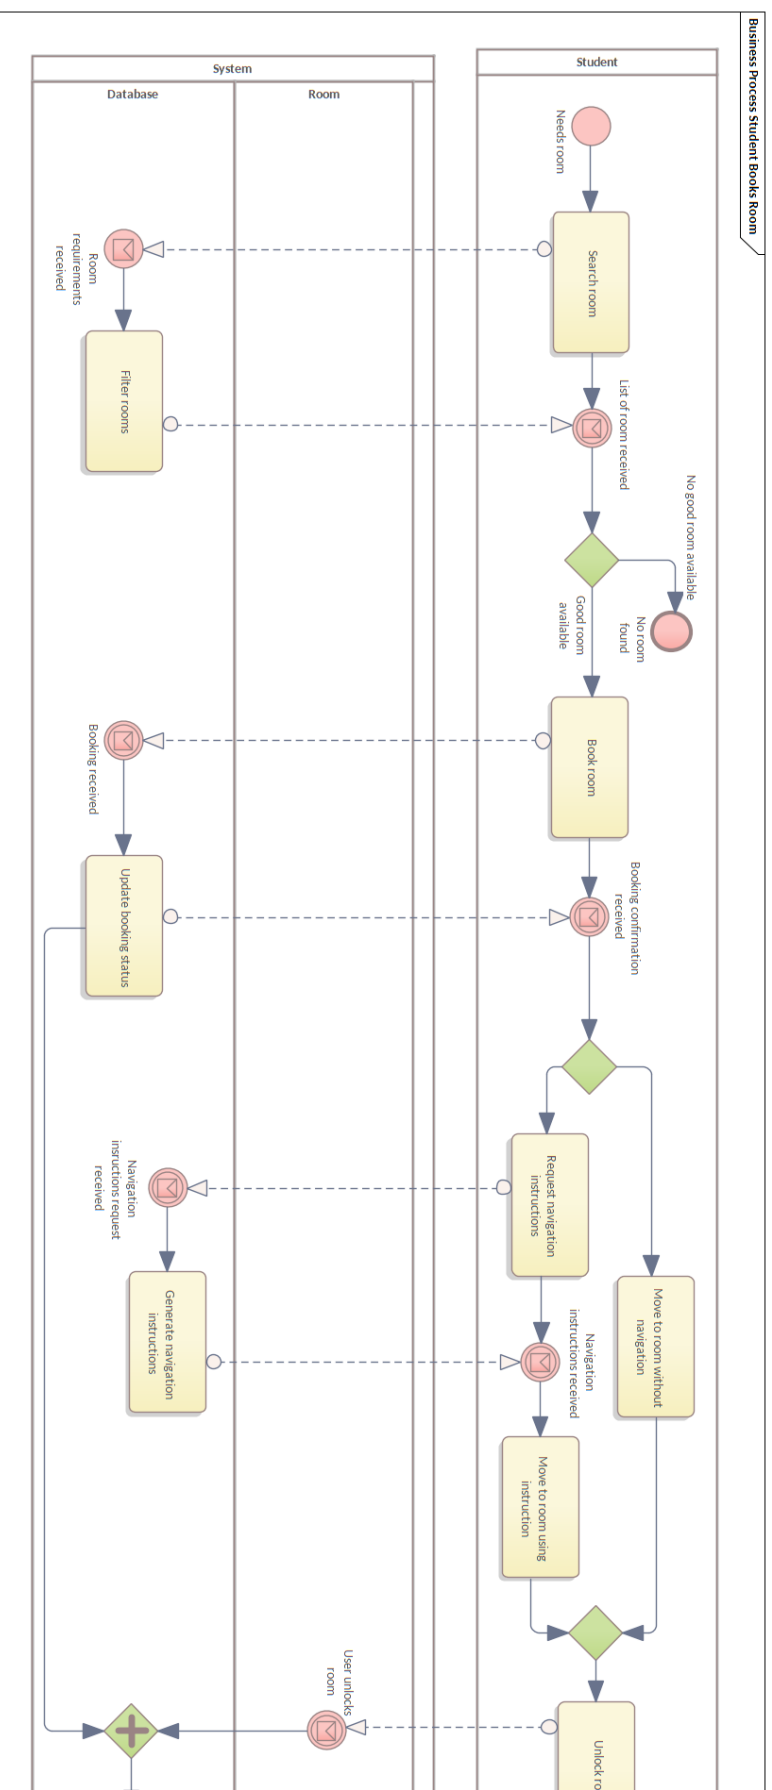 Business Process Student Books Room
Student
System
Database
Room
Needs room
Search room
Room
requirements
received
Filter rooms
List of room received
No good room available
No room
found
Good room
available
Book room
Booking received
Update booking status
Booking confirmation
received
Request navigation
instructions
Navigation
insructions request
received
Generate navigation
instructions
Navigation
instructions received
Move to room without
navigation
Move to room using
instruction
User unlocks
room
Unlock ro